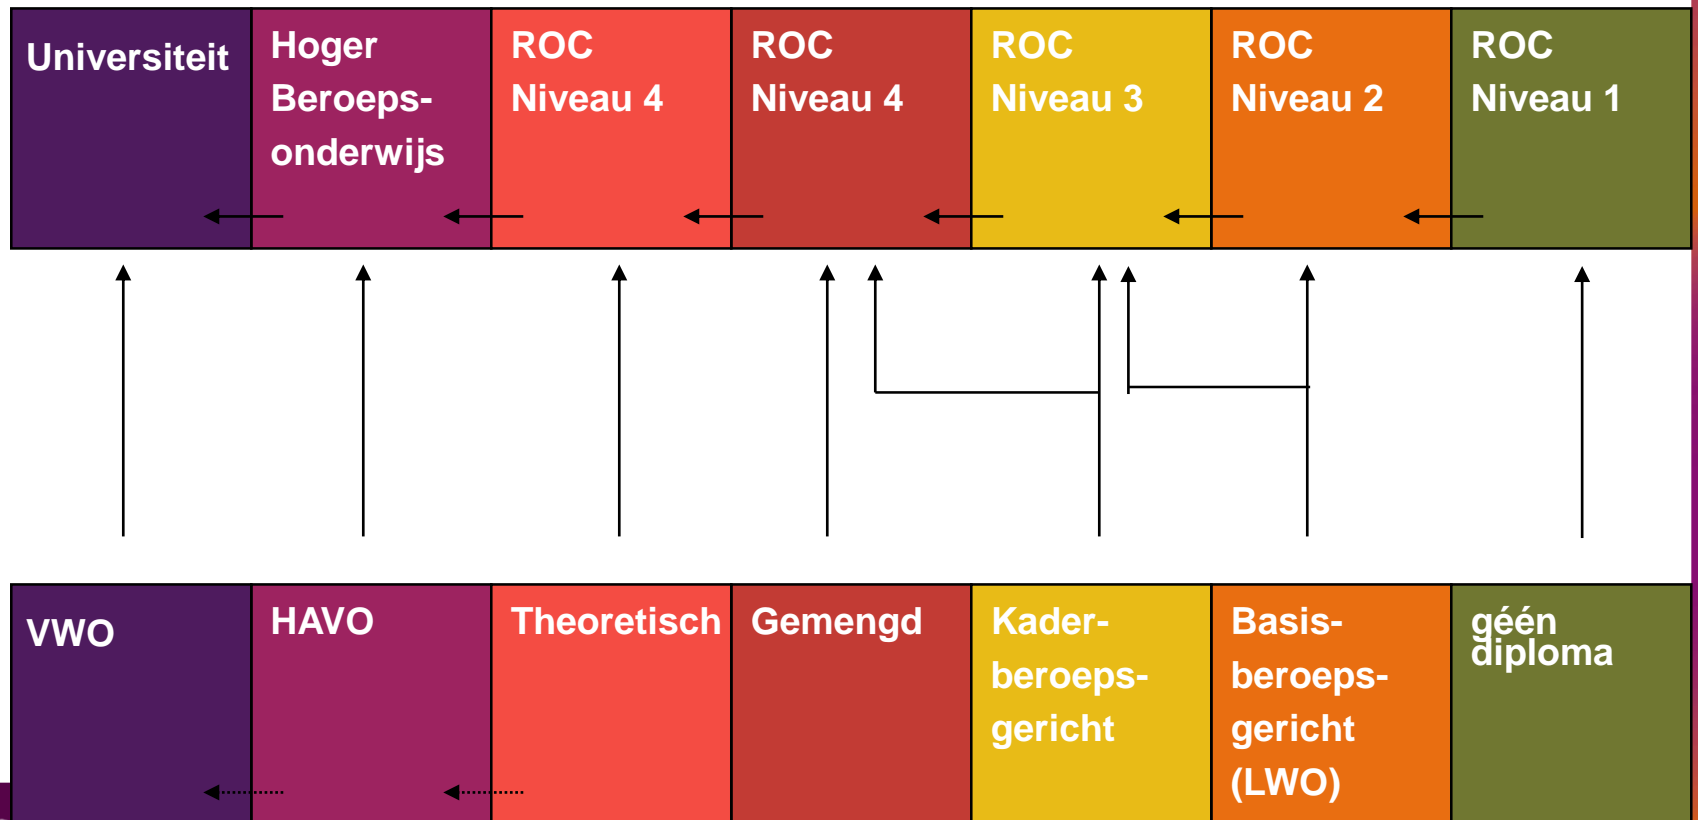 Universiteit
Hoger
Beroeps-
onderwijs
ROC
Niveau 4
ROC
Niveau 4
ROC
Niveau 3
ROC
Niveau 2
ROC
Niveau 1
VWO
HAVO
Theoretisch
Gemengd
Kader-
beroeps-
gericht
Basis-
beroeps-
gericht
(LWO)
géén
diploma